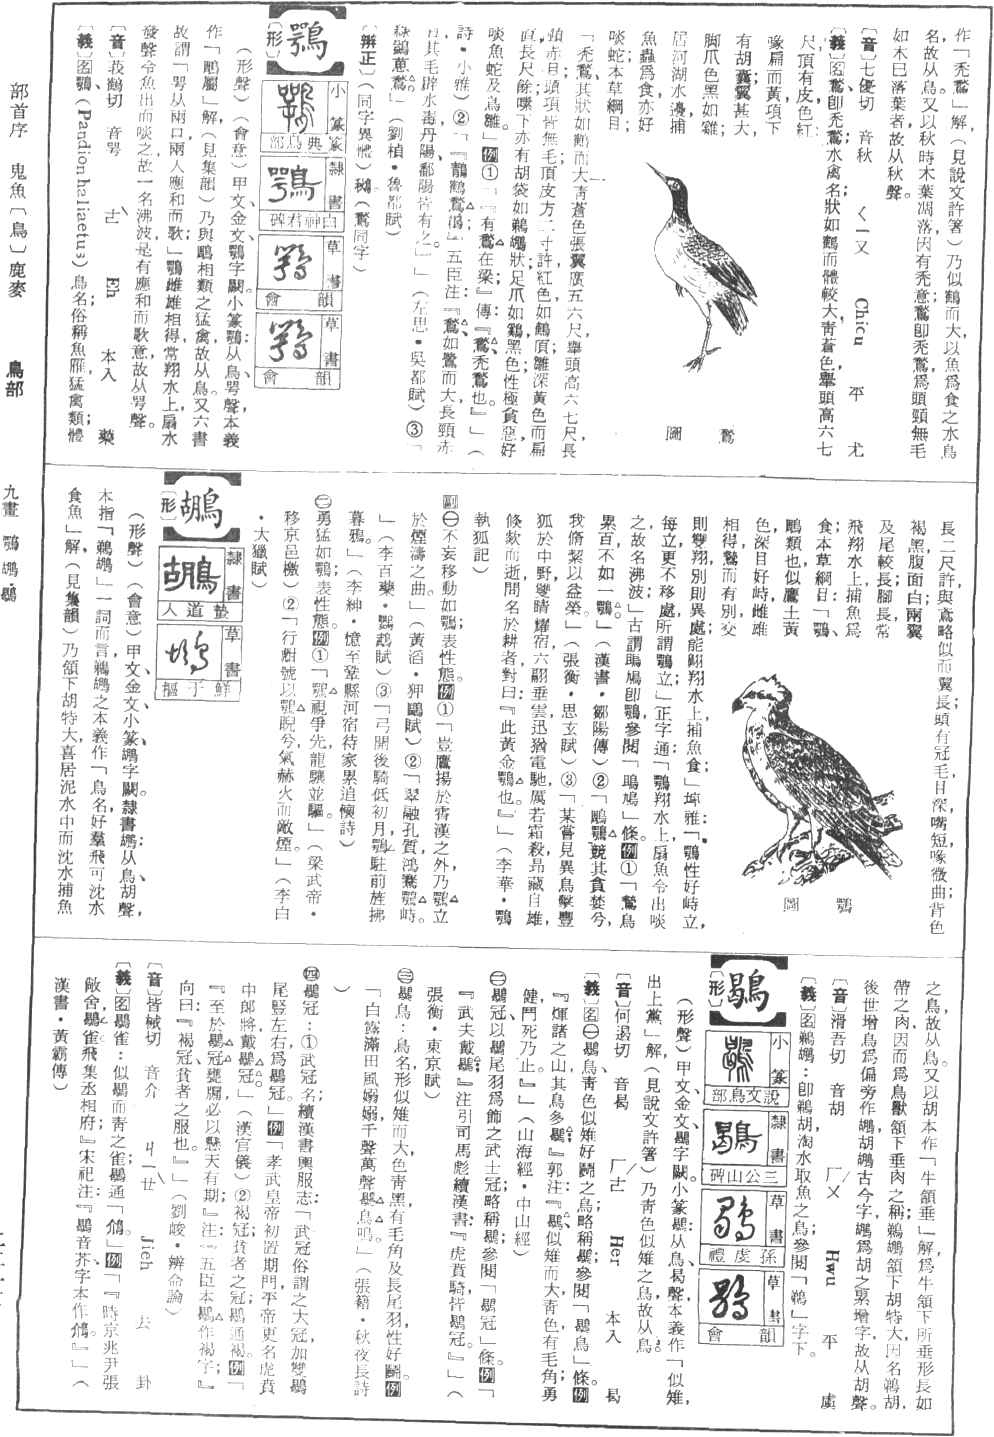 作「禿鶖」解，（見說文許箸）乃似鶴而大，以魚爲食之水鳥
名，故从鳥。又以秋時木葉凋落，因有禿意，鶖卽禿鶖，爲頭頸無毛
如木已落葉者，故从秋聲。
〔音〕七優切　音秋　ㄑㄧㄡ　Chiēu　平　尤
〔義〕名鶖卽禿鶖，水禽名，狀如鶴而體較大，青蒼色，舉頭高六七
尺，頂有皮色紅，
喙扁而黃，項下
有胡囊，翼甚大，
脚爪色黑如雞，
居河湖水邊，捕
魚蟲爲食，亦好
啖蛇。本草綱目：
「禿鶖，其狀如鶴而大，青蒼色，張翼廣五六尺，舉頭高六七尺，長
頸赤目，頭項皆無毛，頂皮方二寸許，紅色如鶴頂，雛深黃色而扁
直，長尺餘，嗉下亦有胡袋，如鵜鶘狀，足爪如鷄，黑色，性極貪惡，好
啖魚蛇及鳥雛」例①「『有鶖在梁』傳：『鶖，禿鶖也。』」（
詩・小雅）②「『鶄鶴鶖鶬』五臣注：『鶖如鷺而大，長頸赤
目，其毛辟水毒，丹陽鄱陽皆有之。』」（左思・吳都賦）③「
綠鷁葱鶖。」（劉楨・魯都賦）
〔辨正〕（同字異體）𪀌。（鶖同字）
〔形〕鶚
小篆　篆典鳥部
隸書　白神君碑
草書　韻會
草書　韻會
（形聲）（會意）甲文金文鶚字闕。小篆鶚：从鳥咢聲，本義
作「鵰屬」解，（見集韻）乃與鵰相類之猛禽，故从鳥。又六書
故謂「咢从兩口，兩人應和而歌，」鶚雌雄相得，常翔水上，扇水
發聲令魚出而啖之，故一名沸波，是有應和而歌意，故从咢聲。
〔音〕莪鶴切　音咢　ㄜˋ　Eh　本入　藥
〔義〕名鶚（Pandion haliaetus）鳥名，俗稱魚雁，猛禽類；體
長二尺許，與鳶略似而翼長；頭有冠毛，目深，嘴短，喙微曲；背色
褐黑，腹面白；兩翼
及尾較長；腳長，常
飛翔水上捕魚爲
食；本草綱目：「鶚，
鵰類也，似鷹，土黃
色，深目好峙，雌雄
相得，鷙而有別，交
則雙翔，別則異處，能翺翔水上捕魚食」埤雅：「鶚性好峙立，
每立更不移處，所謂鶚立」正字通：「鶚翔水上扇魚令出啖
之，故名沸波」古謂鴡鳩卽鶚。參閱「鴡鳩」條。例①「鷙鳥
累百，不如一鶚。」（漢書・鄒陽傳）②「鵰鶚競其貪婪兮，
我脩絜以益榮。」（張衡・思玄賦）③「某嘗見異鳥擊豐
狐於中野，雙睛耀宿，六翮垂雲，迅猶電馳，厲若霜殺，昂藏自雄，
倏欻而逝，問名於耕者，對曰：『此黃金鶚也。』」（李華・鶚
執狐記）
副㊀不妄移動如鶚，表性態。例①「豈鷹揚於霄漢之外，乃鶚立
於煙濤之曲。」（黃滔・狎鷗賦）②「翠融孔質，鴻驁鶚峙。
」（李百藥・鸚鵡賦）③「弓開後騎低初月，鶚駐前旌拂
暮鴉。」（李紳・憶至鞏縣河宿待家累追懷詩）
㊁勇猛如鶚，表性態。例①「鶚視爭先，龍驤並驅。」（梁武帝・
移京邑檄）②「行戲號以鶚睨兮，氣赫火而敵煙。」（李白
・大獵賦）
〔形〕鶘
隸書　蟄道人
草書　鮮于樞
（形聲）（會意）甲文金文小篆鶘字闕。隸書鶘：从鳥胡聲，
本指「鵜鶘」一詞而言，鵜鶘之本義作「鳥名，好羣飛，可沈水
食魚」解，（見集韻）乃頷下胡特大，喜居泥水中而沈水捕魚
之鳥，故从鳥。又以胡本作「牛頷垂」解，爲牛頷下所垂形長如
帶之肉，因而爲鳥獸頷下垂肉之稱，鵜鶘頷下胡特大，因名鵜胡，
後世增鳥爲偏旁作鶘，胡鶘古今字，鶘爲胡之累增字，故从胡聲。
〔音〕滑吾切　音胡　ㄏㄨˊ　Hwu　平　虞
〔義〕名鵜鶘：卽鵜胡，淘水取魚之鳥，參閱「鵜」字下。
〔形〕鶡
小篆　說文鳥部
隸書　三公山碑
草書　孫虔禮
草書　韻會
（形聲）甲文金文鶡字闕。小篆鶡：从鳥曷聲，本義作「似雉，
出上黨」解，（見說文許箸）乃青色似雉之鳥，故从鳥。
〔音〕何遏切　音曷　ㄏㄜˊ　Her　本入　曷
〔義〕名㊀鶡鳥，青色似雉好鬭之鳥，略稱鶡，參閱「鶡鳥」條，例
『煇諸之山，其鳥多鶡』郭注：『鶡似雉而大，青色有毛角，勇
健，鬥死乃止。』」（山海經・中山經）
㊁鶡冠，以鶡尾羽爲飾之武士冠，略稱鶡，參閱「鶡冠」條。例「
『武夫戴鶡』注引司馬彪續漢書：『虎賁騎皆鶡冠。』」（
張衡・東京賦）
㊂鶡鳥：鳥名，形似雉而大，色青黑，有毛角及長尾羽，性好鬭。例
「白露滿田風嫋嫋，千聲萬聲鶡鳥鳴。」（張籍・秋夜長詩
）
㊃鶡冠：①武冠名，續漢書輿服志：「武冠俗謂之大冠，加雙鶡
尾，豎左右，爲鶡冠。」例「孝武皇帝初置期門，平帝更名虎賁
中郎將，戴鶡冠。」（漢官儀）②褐冠，貧者之冠，鶡通褐。例「
『至於鶡冠甕牖，必以懸天有期』注：『五臣本鶡作褐字；』
向曰：『褐冠，貧者之服也。』」（劉峻・辨命論）
〔音〕皆械切　音介　ㄐㄧㄝˋ　Jieh　去　卦
〔義〕名鶡雀：似鶡而青之雀，鶡通「鳻」。例「『時京兆尹張
敞舍鶡雀飛集丞相府』宋祀注：『鶡音芥，字本作鳻。』」（
漢書・黃霸傳）
鶖圖
鶚圖
部首序　鬼魚〔鳥〕鹿麥　鳥部　九畫　鶚鶘鶡